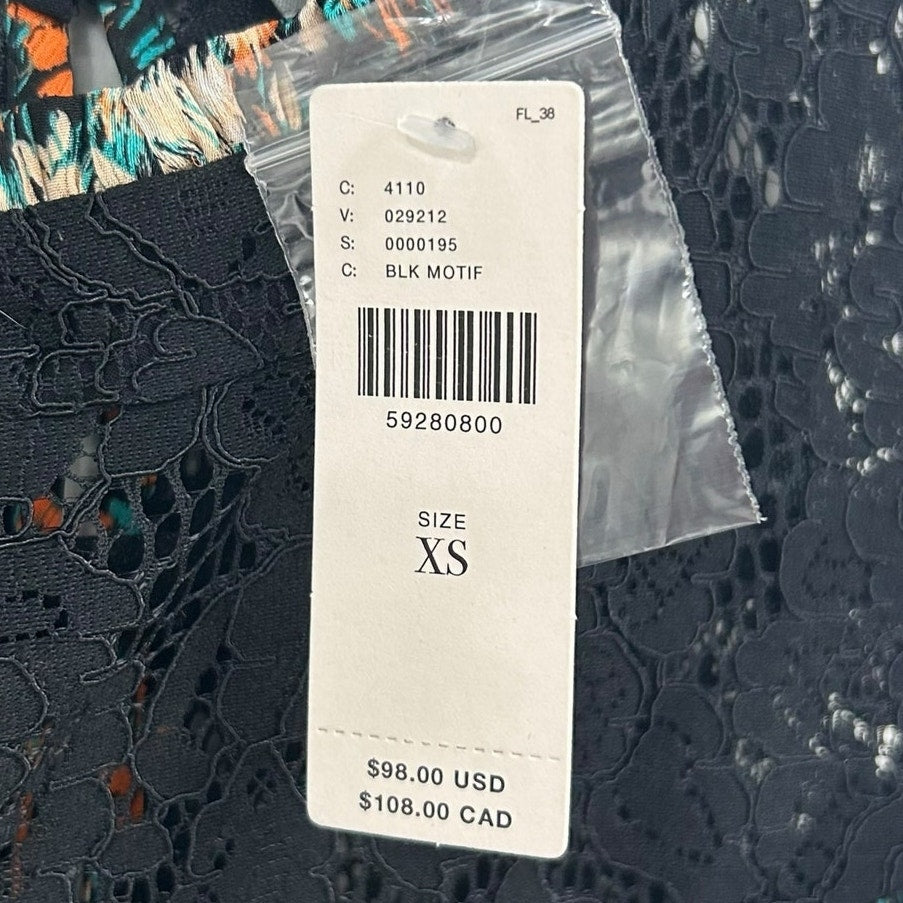 FL_38
C: 4110
V: 029212
S: 0000195
C: BLK MOTIF
59280800
SIZE
XS
$98.00 USD
$108.00 CAD